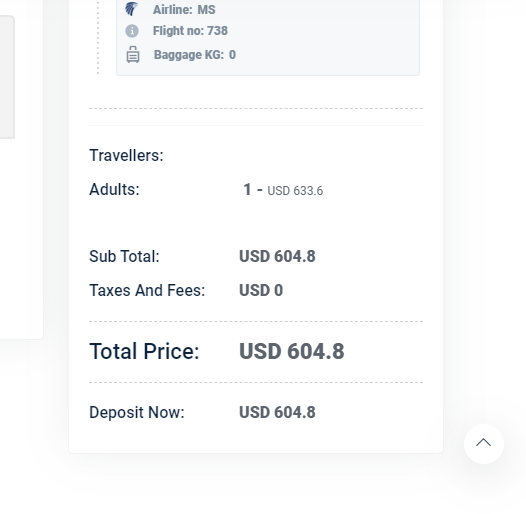 Airline: MS
Flight no: 738
Baggage KG: 0
Travellers:
Adults: 1 - USD 633.6
Sub Total: USD 604.8
Taxes And Fees: USD 0
Total Price: USD 604.8
Deposit Now: USD 604.8